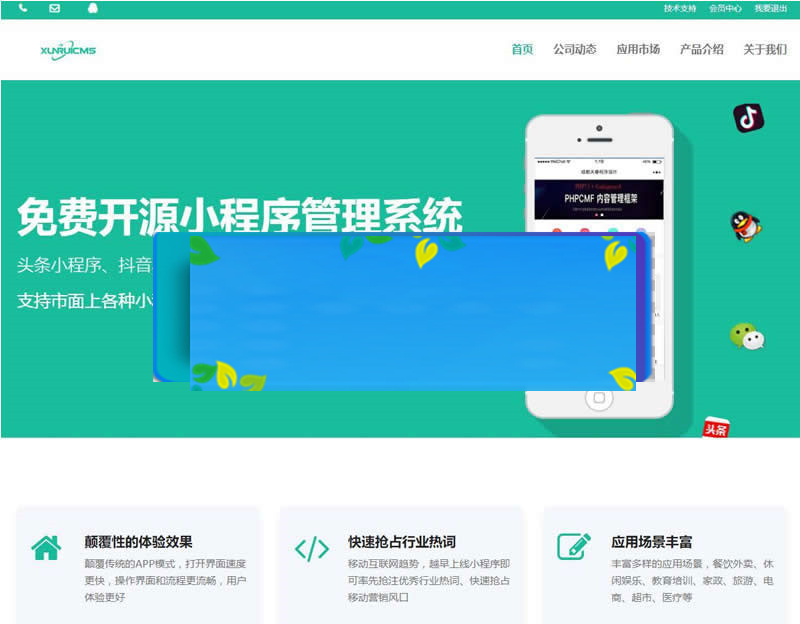 技术支持 会员中心 我要退出
XUNRUICMS
首页 公司动态 应用市场 产品介绍 关于我们
免费开源小程序管理系统
头条小程序、抖音
支持市面上各种小
PHPCMF 内容管理框架
头条
颠覆性的体验效果
颠覆传统的APP模式，打开界面速度
更快，操作界面和流程更流畅，用户
体验更好
快速抢占行业热词
移动互联网趋势，越早上线小程序即
可率先抢注优秀行业热词、快速抢占
移动营销风口
应用场景丰富
丰富多样的应用场景，餐饮外卖、休
闲娱乐、教育培训、家政、旅游、电
商、超市、医疗等